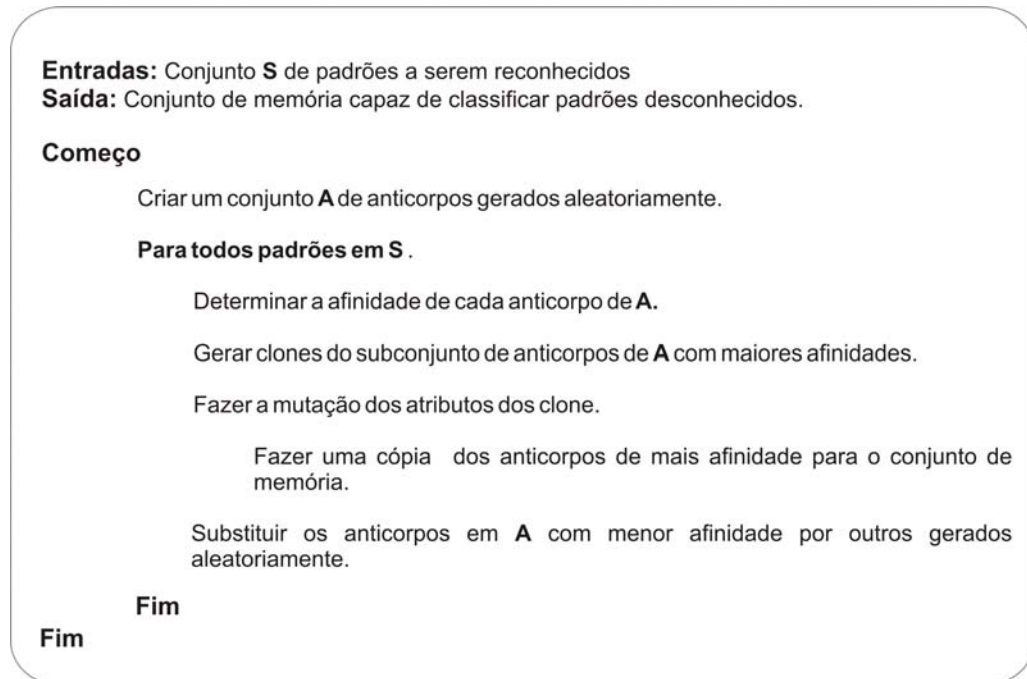 Entradas: Conjunto S de padrões a serem reconhecidos
Saída: Conjunto de memória capaz de classificar padrões desconhecidos.
Começo
Criar um conjunto A de anticorpos gerados aleatoriamente.
Para todos padrões em S .
Determinar a afinidade de cada anticorpo de A.
Gerar clones do subconjunto de anticorpos de A com maiores afinidades.
Fazer a mutação dos atributos dos clone.
Fazer uma cópia dos anticorpos de mais afinidade para o conjunto de
memória.
Substituir os anticorpos em A com menor afinidade por outros gerados
aleatoriamente.
Fim
Fim